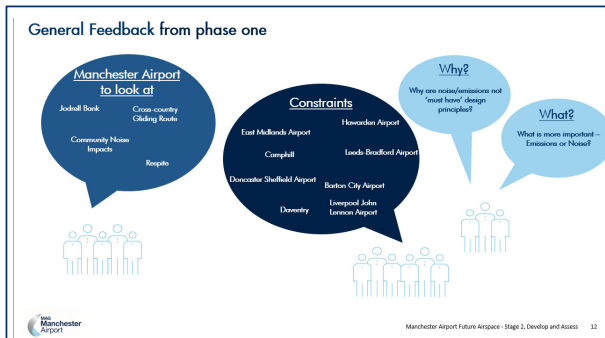 General Feedback from phase one
Manchester Airport
to look at
Jodrell Bank
Cross-country
Gliding Route
Community Noise
Impacts
Respite
Constraints
Hawarden Airport
East Midlands Airport
Camphill
Leeds-Bradford Airport
Doncaster Sheffield Airport
Barton City Airport
Daventry
Liverpool John
Lennon Airport
Why?
Why are noise/emissions not
'must have' design
principles?
What?
What is more important –
Emissions or Noise?
MAG
Manchester
Airport
Manchester Airport Future Airspace - Stage 2, Develop and Assess 12